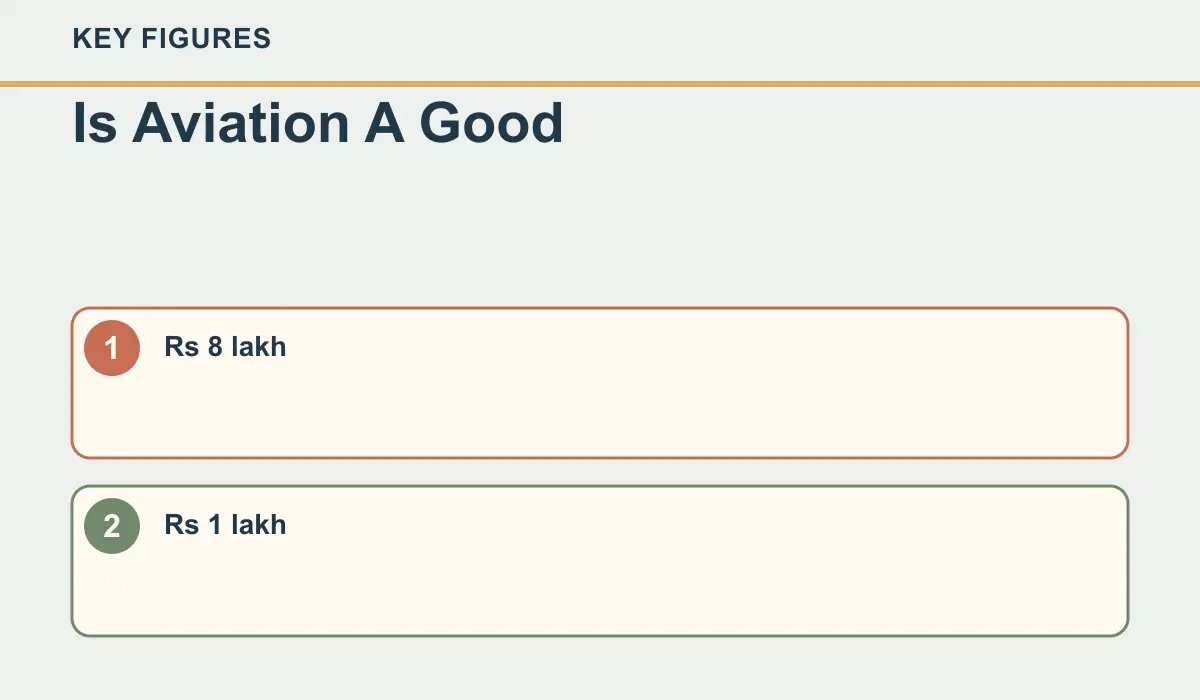 KEY FIGURES
Is Aviation A Good
1
Rs 8 lakh
2
Rs 1 lakh